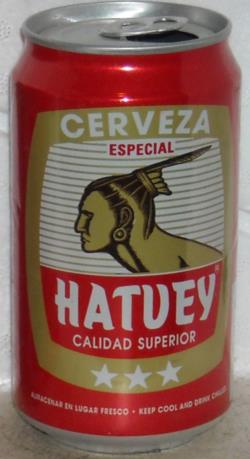 CERVEZA
ESPECIAL
HATUEY
CALIDAD SUPERIOR
ALMACENAR EN LUGAR FRESCO • KEEP COOL AND DRINK CHILLED